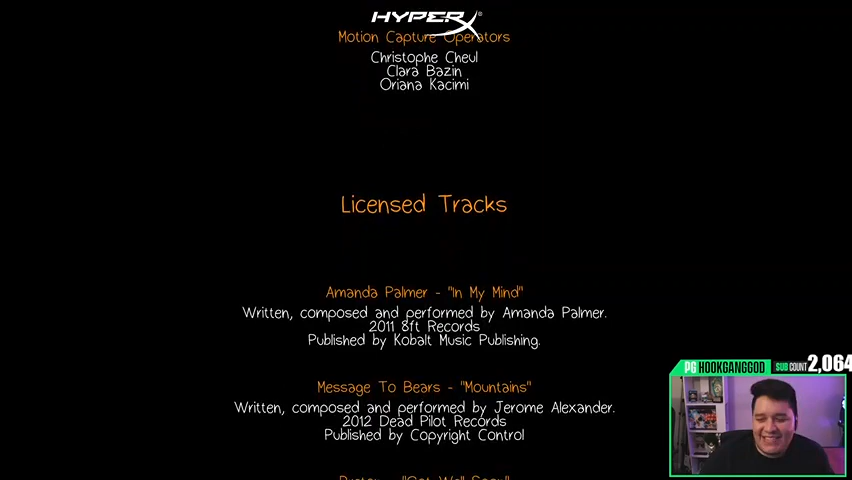 HYPERX®
Motion Capture Operators
Christophe Cheul
Clara Bazin
Oriana Kacimi
Licensed Tracks
Amanda Palmer - "In My Mind"
Written, composed and performed by Amanda Palmer.
2011 8ft Records
Published by Kobalt Music Publishing.
Message To Bears - "Mountains"
Written, composed and performed by Jerome Alexander.
2012 Dead Pilot Records
Published by Copyright Control
PG HOOKGANGGOD SUB COUNT 2,064